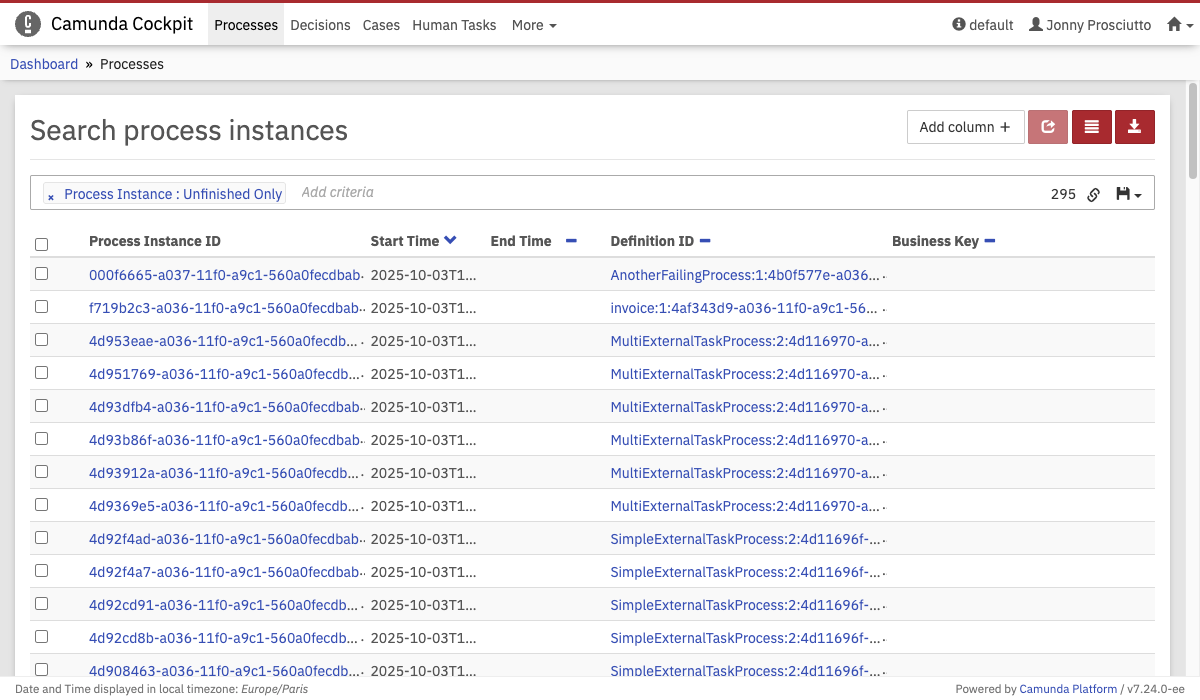 Camunda Cockpit Processes Decisions Cases Human Tasks More default Jonny Prosciutto
Dashboard » Processes
Search process instances
Add column +
× Process Instance : Unfinished Only Add criteria 295
Process Instance ID Start Time End Time Definition ID Business Key
000f6665-a037-11f0-a9c1-560a0fecdbab 2025-10-03T1... AnotherFailingProcess:1:4b0f577e-a036...
f719b2c3-a036-11f0-a9c1-560a0fecdbab 2025-10-03T1... invoice:1:4af343d9-a036-11f0-a9c1-56...
4d953eae-a036-11f0-a9c1-560a0fecdb... 2025-10-03T1... MultiExternalTaskProcess:2:4d116970-a...
4d951769-a036-11f0-a9c1-560a0fecdb... 2025-10-03T1... MultiExternalTaskProcess:2:4d116970-a...
4d93dfb4-a036-11f0-a9c1-560a0fecdbab 2025-10-03T1... MultiExternalTaskProcess:2:4d116970-a...
4d93b86f-a036-11f0-a9c1-560a0fecdbab 2025-10-03T1... MultiExternalTaskProcess:2:4d116970-a...
4d93912a-a036-11f0-a9c1-560a0fecdb... 2025-10-03T1... MultiExternalTaskProcess:2:4d116970-a...
4d9369e5-a036-11f0-a9c1-560a0fecdb... 2025-10-03T1... MultiExternalTaskProcess:2:4d116970-a...
4d92f4ad-a036-11f0-a9c1-560a0fecdbab 2025-10-03T1... SimpleExternalTaskProcess:2:4d11696f-...
4d92f4a7-a036-11f0-a9c1-560a0fecdbab 2025-10-03T1... SimpleExternalTaskProcess:2:4d11696f-...
4d92cd91-a036-11f0-a9c1-560a0fecdb... 2025-10-03T1... SimpleExternalTaskProcess:2:4d11696f-...
4d92cd8b-a036-11f0-a9c1-560a0fecdb... 2025-10-03T1... SimpleExternalTaskProcess:2:4d11696f-...
4d908463-a036-11f0-a9c1-560a0fecdb... 2025-10-03T1... SimpleExternalTaskProcess:2:4d11696f-...
Date and Time displayed in local timezone: Europe/Paris Powered by Camunda Platform / v7.24.0-ee